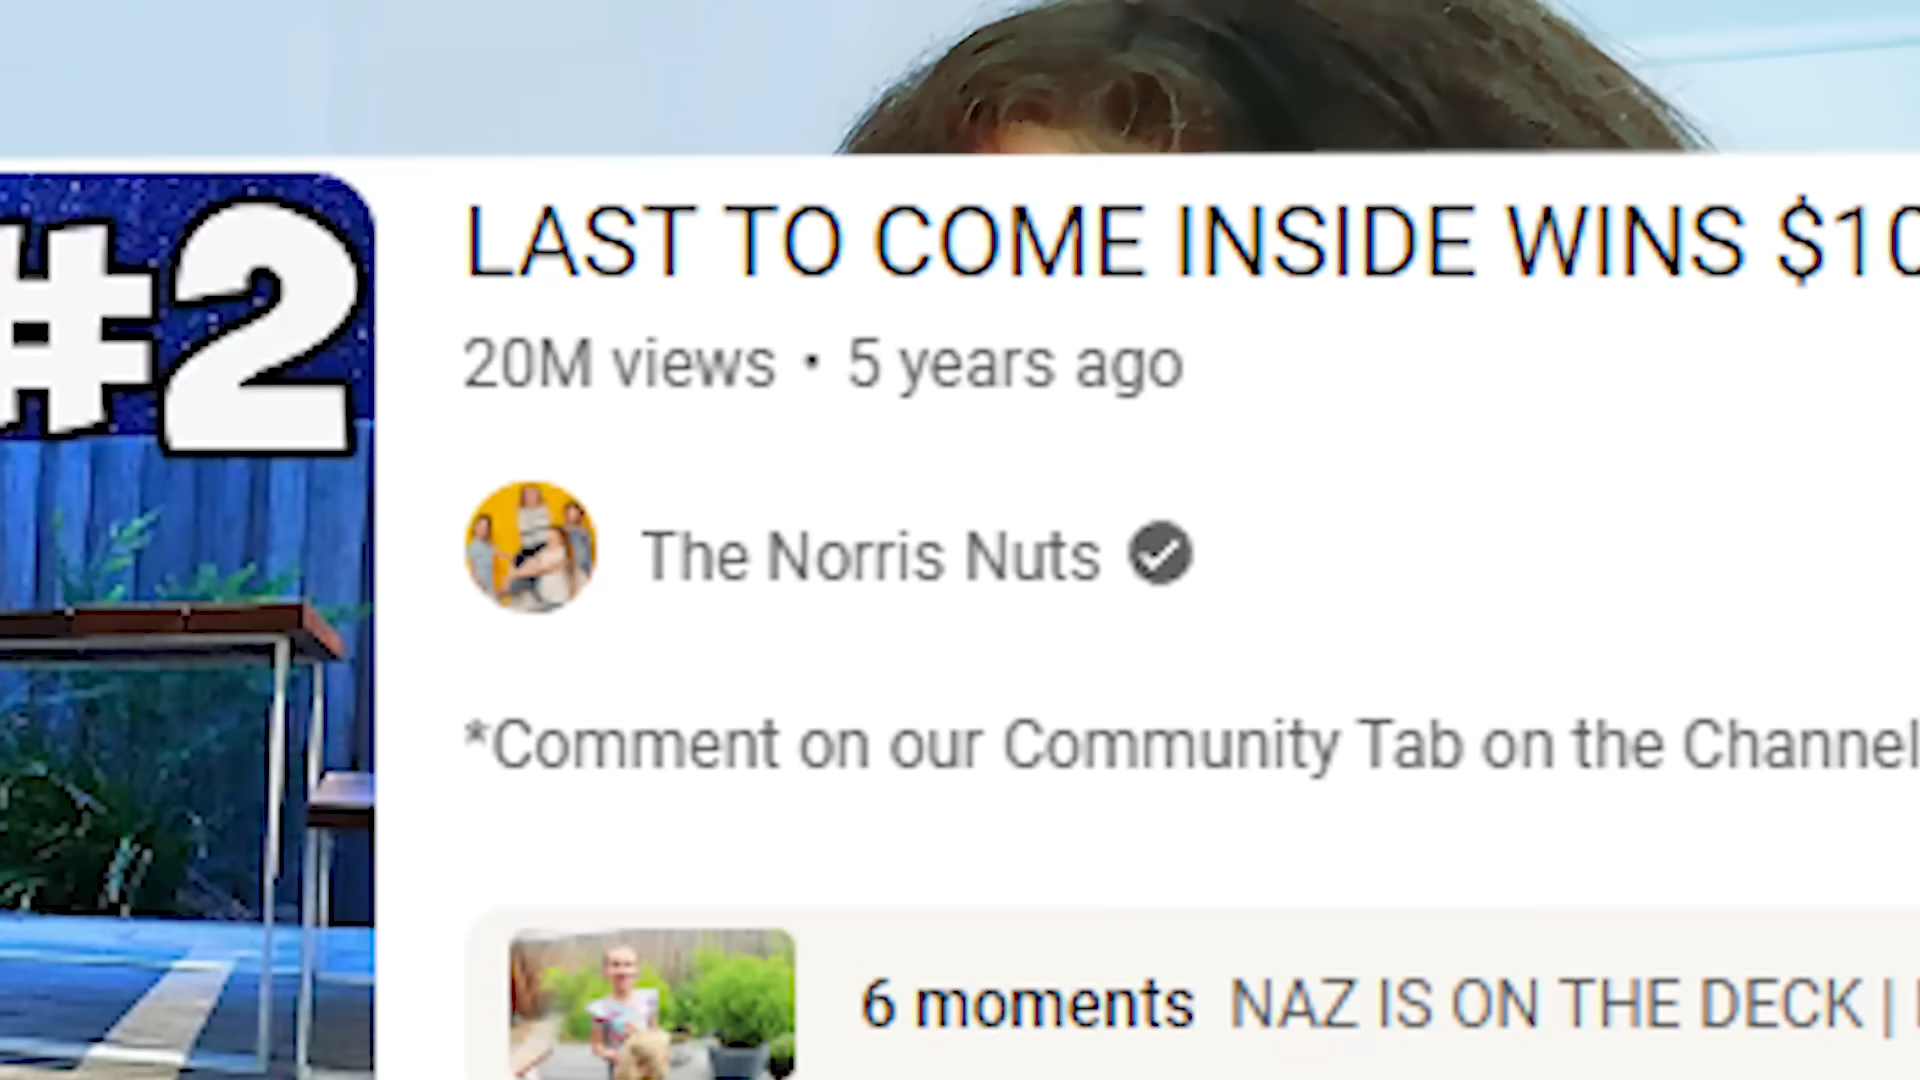 #2
LAST TO COME INSIDE WINS $10
20M views • 5 years ago
The Norris Nuts
*Comment on our Community Tab on the Channel
6 moments NAZ IS ON THE DECK |